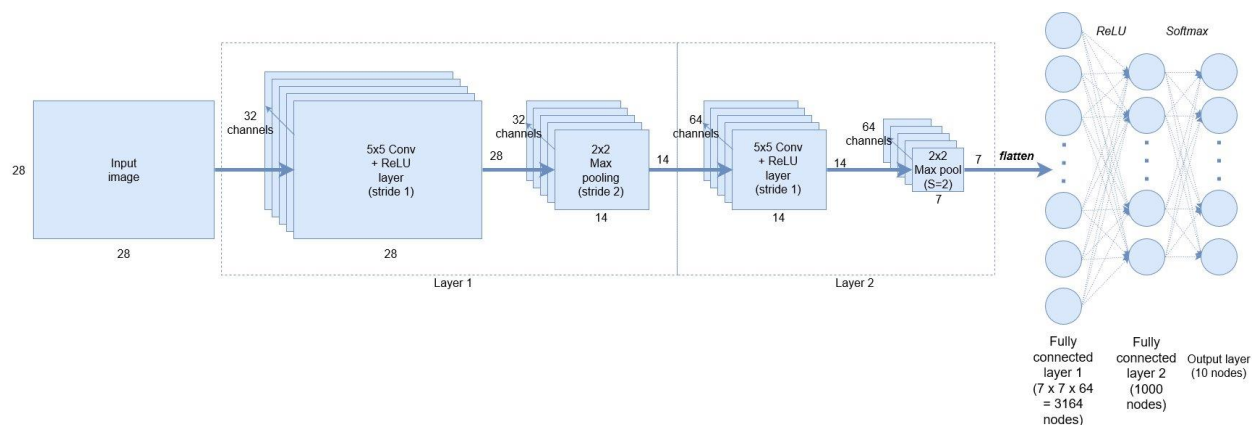 28
Input
image
28
32
channels
5x5 Conv
+ ReLU
layer
(stride 1)
28
28
32
channels
2x2
Max
pooling
(stride 2)
14
14
Layer 1
64
channels
5x5 Conv
+ ReLU
layer
(stride 1)
14
14
64
channels
2x2
Max pool
(S=2)
7
7
Layer 2
flatten
ReLU
Softmax
Fully
connected
layer 1
(7 x 7 x 64
= 3164
nodes)
Fully
connected
layer 2
(1000
nodes)
Output layer
(10 nodes)